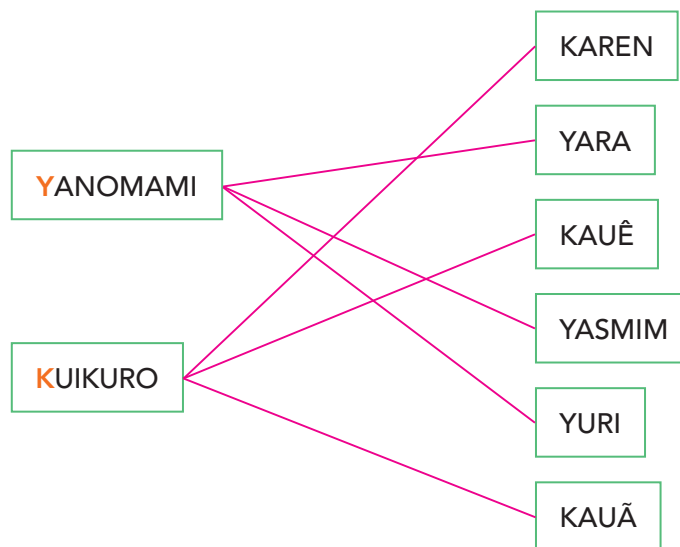 YANOMAMI
KUIKURO
KAREN
YARA
KAUÊ
YASMIM
YURI
KAUÃ